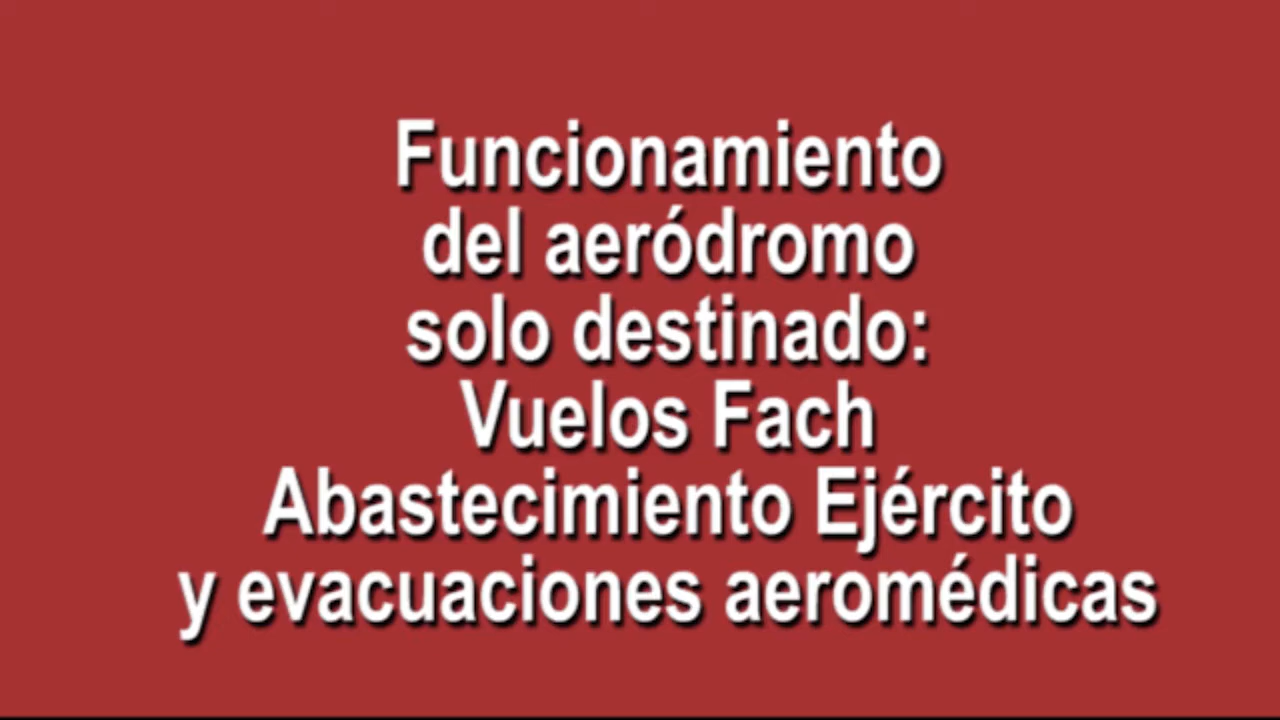 Funcionamiento
del aeródromo
solo destinado:
Vuelos Fach
Abastecimiento Ejército
y evacuaciones aeromédicas